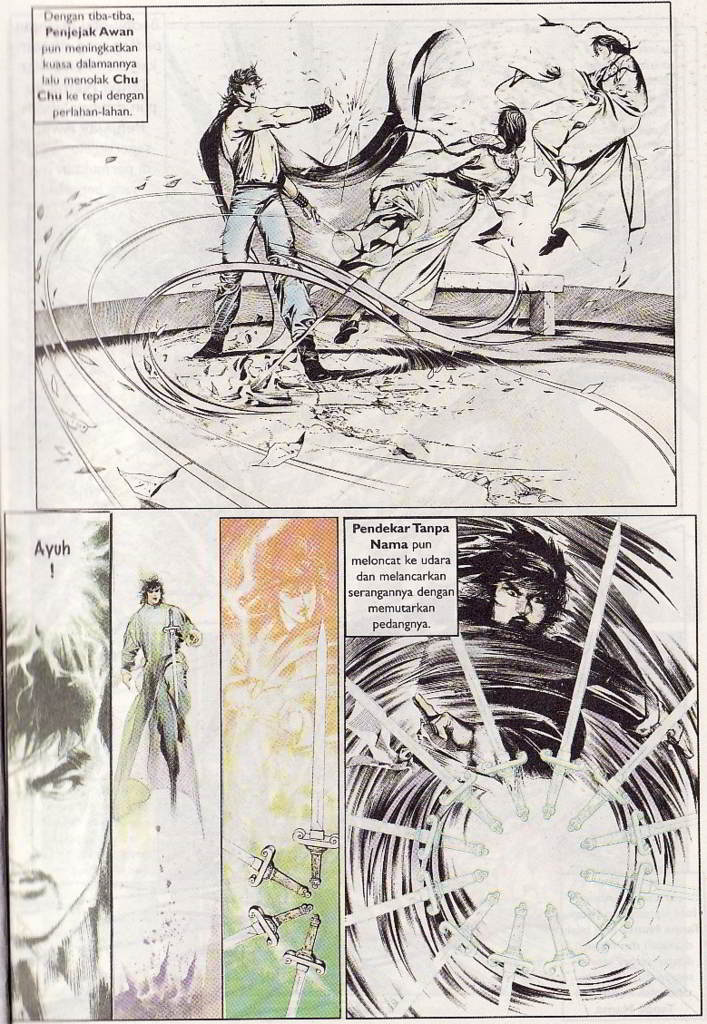 Dengan tiba-tiba,
Penjejak Awan
pun meningkatkan
kuasa dalamannya
lalu menolak Chu
Chu ke tepi dengan
perlahan-lahan.
Ayuh
!
Pendekar Tanpa
Nama pun
meloncat ke udara
dan melancarkan
serangannya dengan
memutarkan
pedangnya.